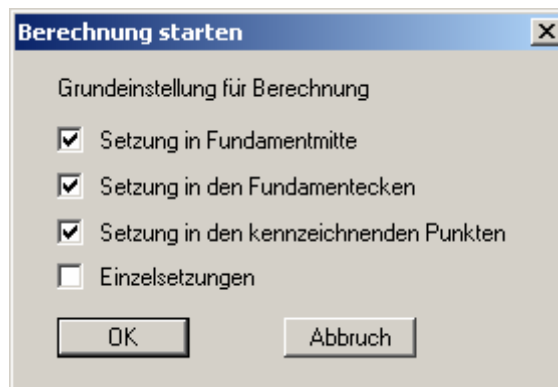 Berechnung starten
Grundeinstellung für Berechnung
Setzung in Fundamentmitte
Setzung in den Fundamentecken
Setzung in den kennzeichnenden Punkten
Einzelsetzungen
OK Abbruch